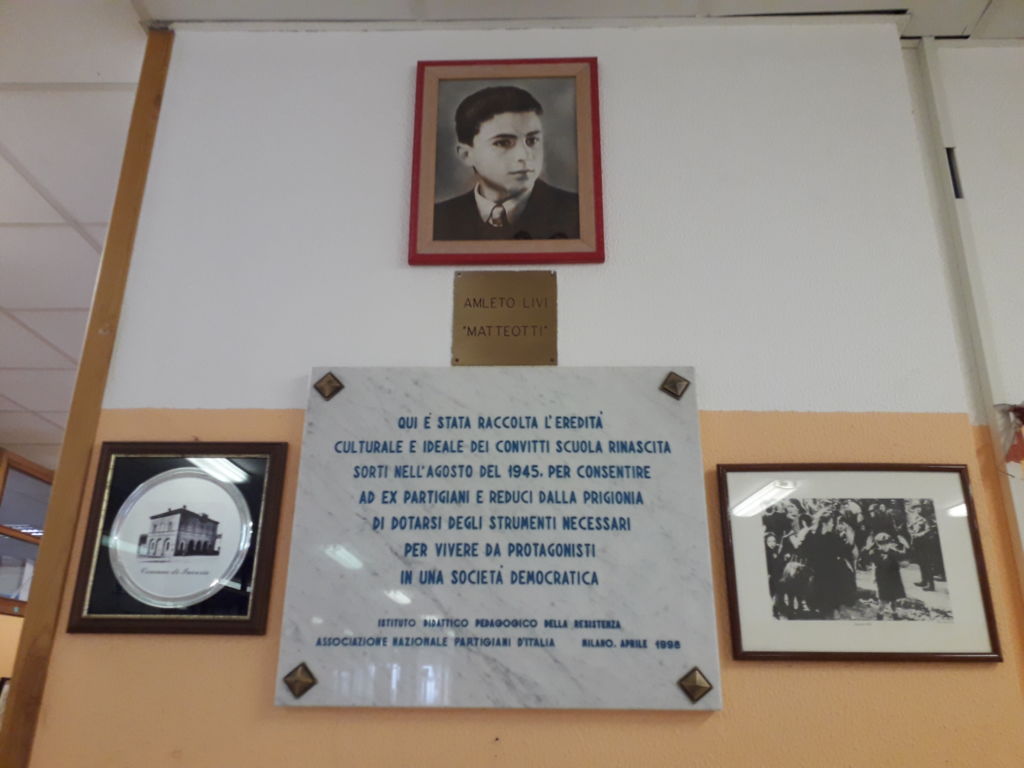 AMLETO LIVI
"MATTEOTTI"
QUI E' STATA RACCOLTA L'EREDITÀ
CULTURALE E IDEALE DEI CONVITTI SCUOLA RINASCITA
SORTI NELL'AGOSTO DEL 1945. PER CONSENTIRE
AD EX PARTIGIANI E REDUCI DALLA PRIGIONIA
DI DOTARSI DEGLI STRUMENTI NECESSARI
PER VIVERE DA PROTAGONISTI
IN UNA SOCIETÀ DEMOCRATICA
ISTITUTO DIDATTICO PEDAGOGICO DELLA RESISTENZA
ASSOCIAZIONE NAZIONALE PARTIGIANI D'ITALIA MILANO. APRILE 1998
Comune di